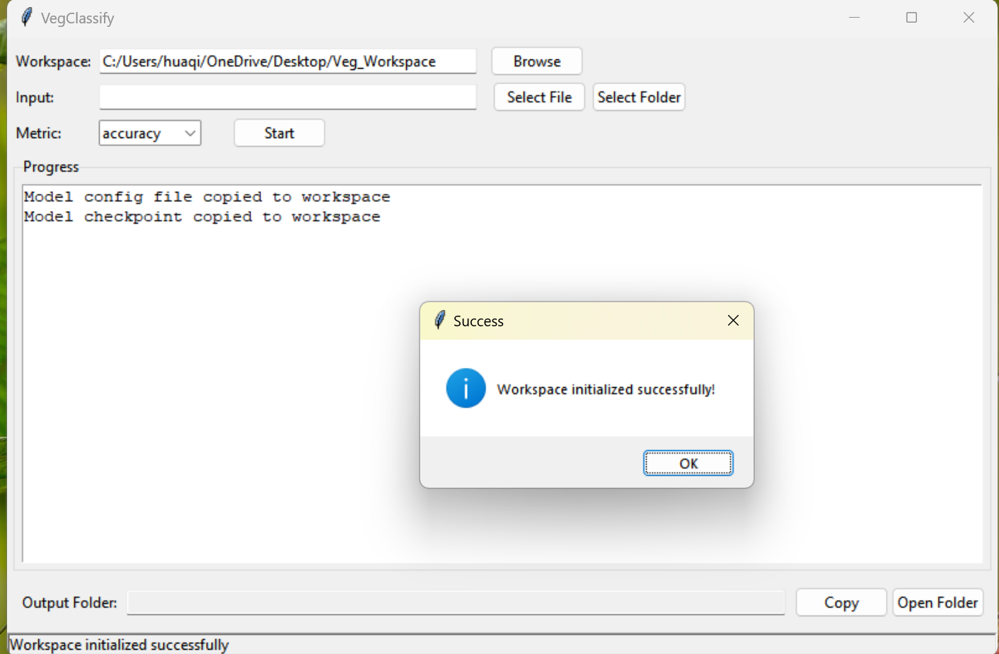 VegClassify
Workspace: C:/Users/huaqi/OneDrive/Desktop/Veg_Workspace Browse
Input: Select File Select Folder
Metric: accuracy Start
Progress
Model config file copied to workspace
Model checkpoint copied to workspace
Success
Workspace initialized successfully!
OK
Output Folder: Copy Open Folder
Workspace initialized successfully